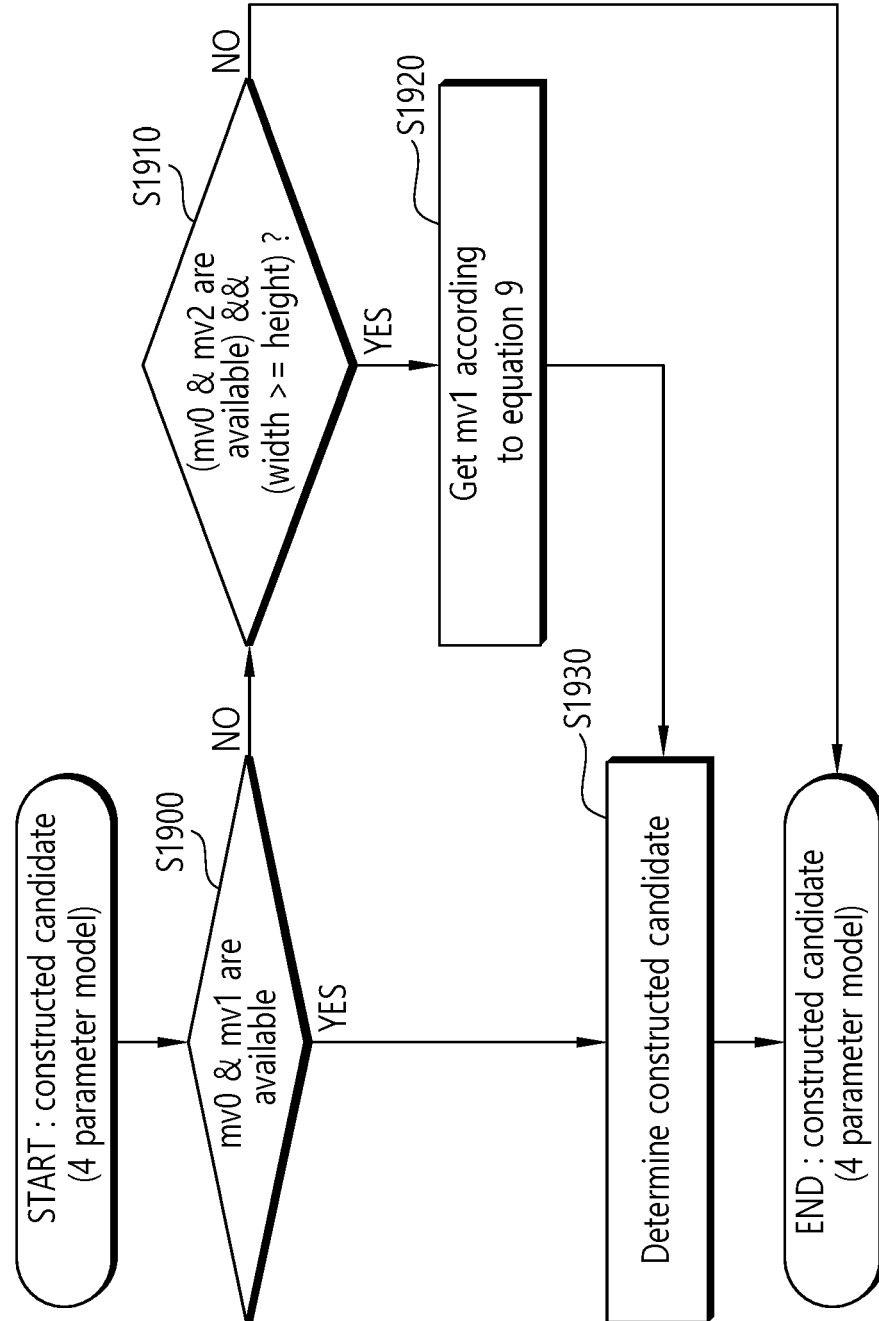 START : constructed candidate
(4 parameter model)
S1900
mv0 & mv1 are
available
NO
YES
S1910
(mv0 & mv2 are
available) &&
(width >= height) ?
NO
YES
S1920
Get mv1 according
to equation 9
S1930
Determine constructed candidate
END : constructed candidate
(4 parameter model)